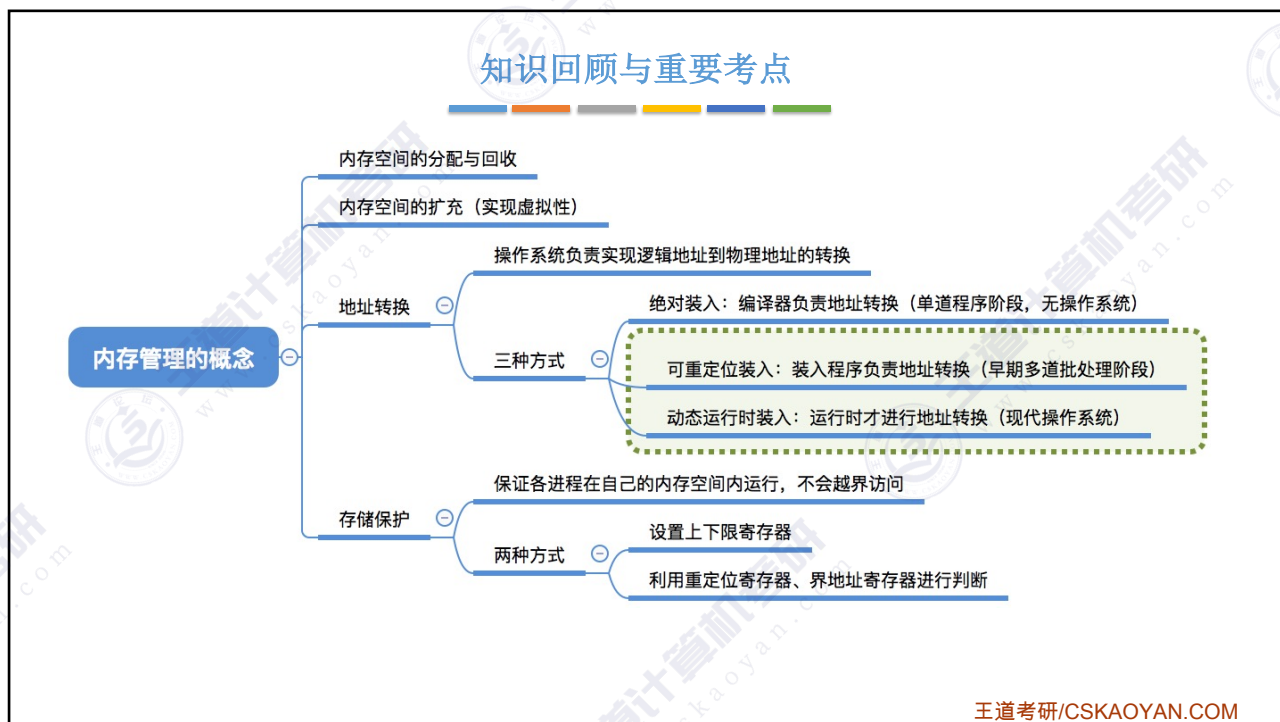 知识回顾与重要考点
内存管理的概念
内存空间的分配与回收
内存空间的扩充（实现虚拟性）
地址转换
操作系统负责实现逻辑地址到物理地址的转换
三种方式
绝对装入：编译器负责地址转换（单道程序阶段，无操作系统）
可重定位装入：装入程序负责地址转换（早期多道批处理阶段）
动态运行时装入：运行时才进行地址转换（现代操作系统）
存储保护
保证各进程在自己的内存空间内运行，不会越界访问
两种方式
设置上下限寄存器
利用重定位寄存器、界地址寄存器进行判断
王道考研/CSKAOYAN.COM
王道计算机考研
www.cskaoyan.com